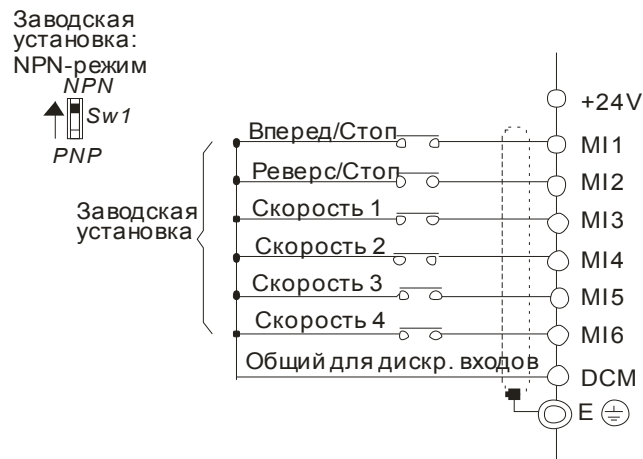 Заводская
установка:
NPN-режим
NPN
Sw1
PNP
+24V
Вперед/Стоп
MI1
Реверс/Стоп
MI2
Заводская
установка
Скорость 1
MI3
Скорость 2
MI4
Скорость 3
MI5
Скорость 4
MI6
Общий для дискр. входов
DCM
E